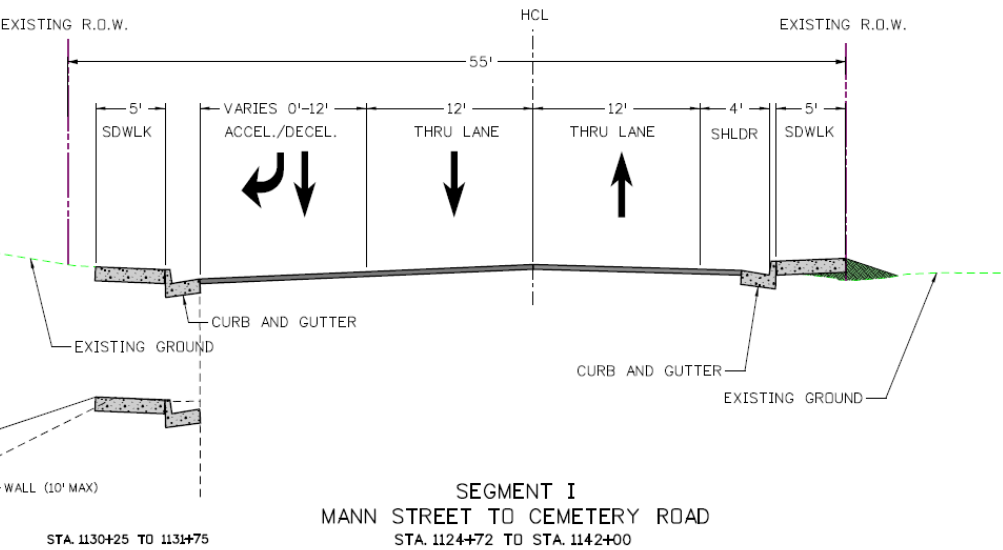 HCL
EXISTING R.O.W.
EXISTING R.O.W.
55'
5'
VARIES 0'-12'
12'
12'
4'
5'
SDWLK
ACCEL./DECEL.
THRU LANE
THRU LANE
SHLDR
SDWLK
CURB AND GUTTER
EXISTING GROUND
CURB AND GUTTER
EXISTING GROUND
WALL (10' MAX)
SEGMENT I
MANN STREET TO CEMETERY ROAD
STA. 1130+25 TO 1131+75
STA. 1124+72 TO STA. 1142+00